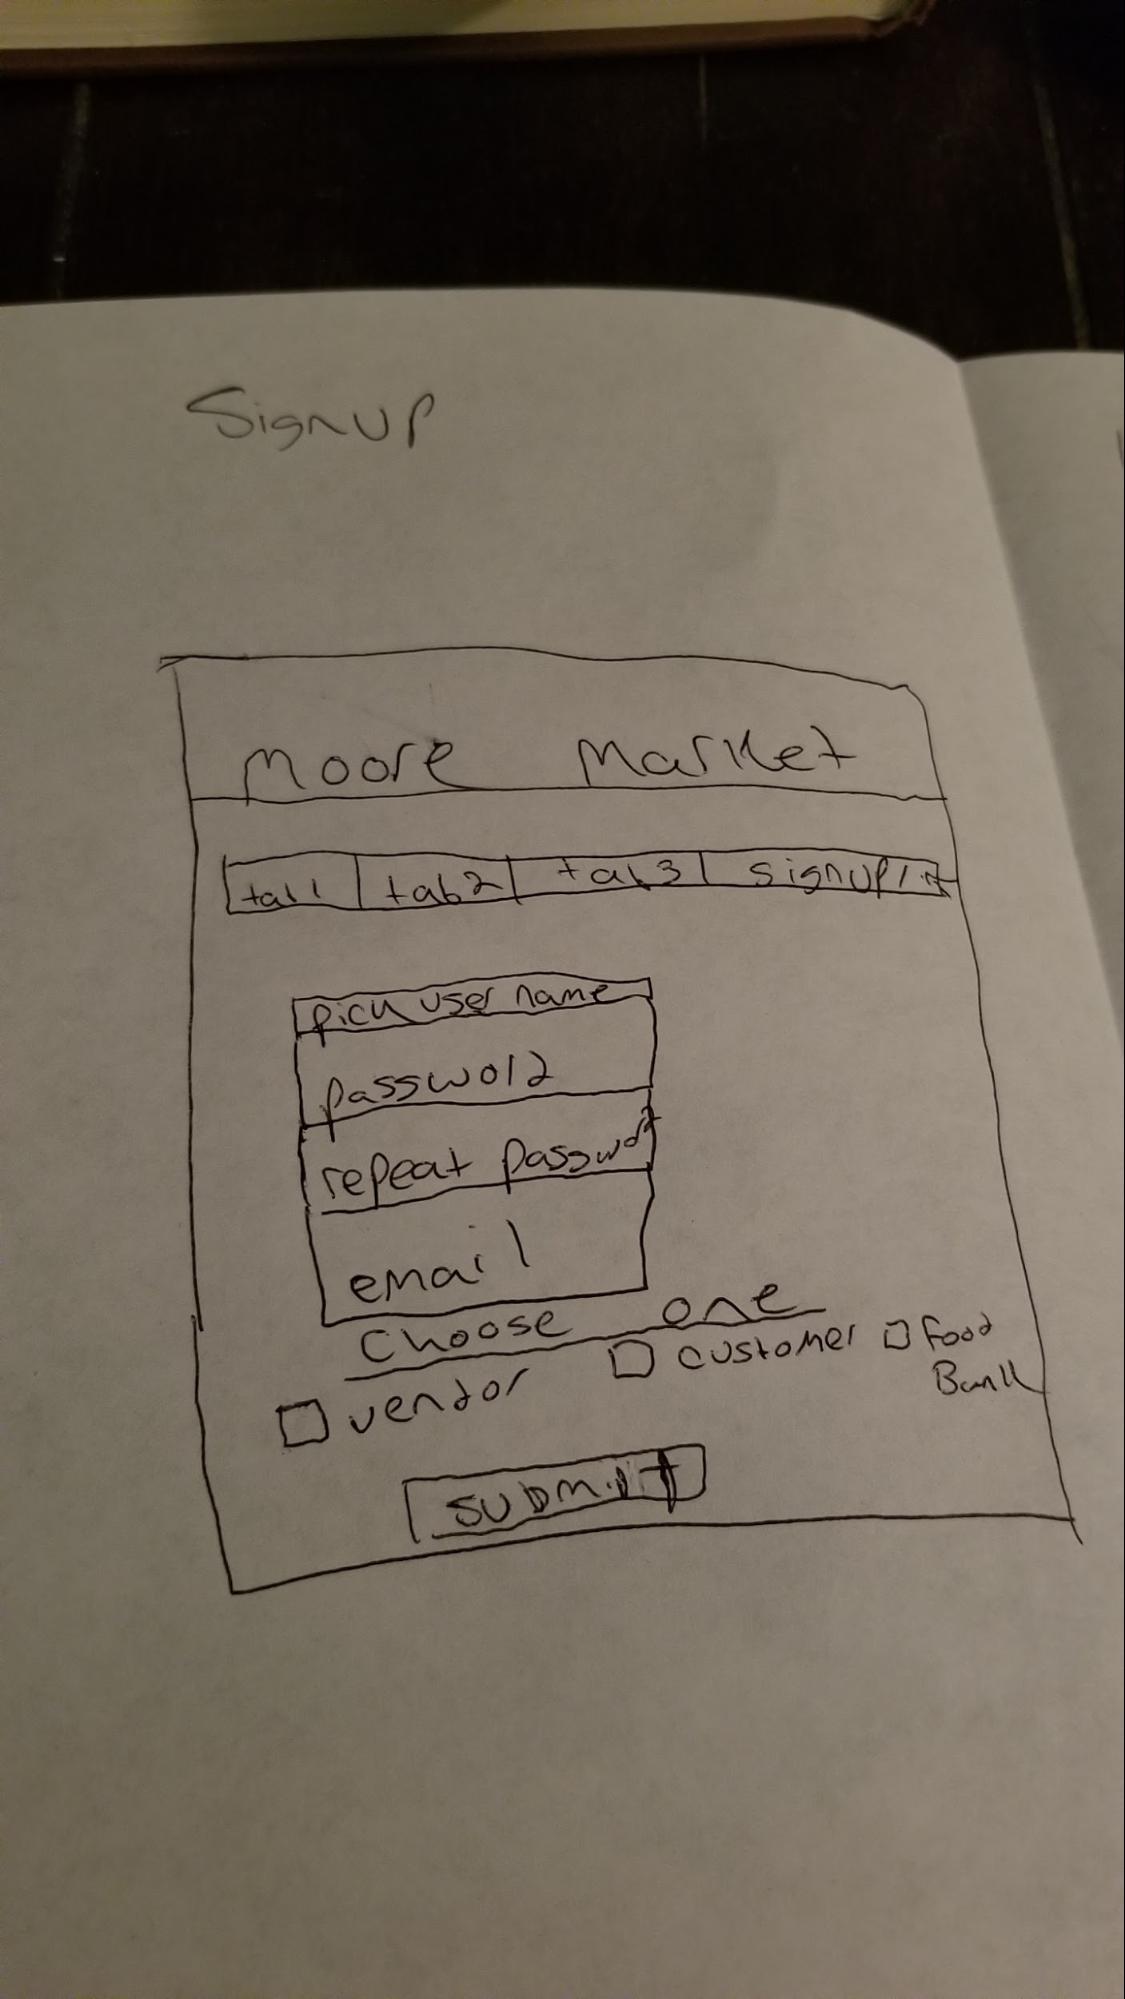 Signup
Moore Market
tab1 tab2 tab3 signup/
pick user name
password
repeat password
email
Choose one
vendor customer Food
Bank
submit